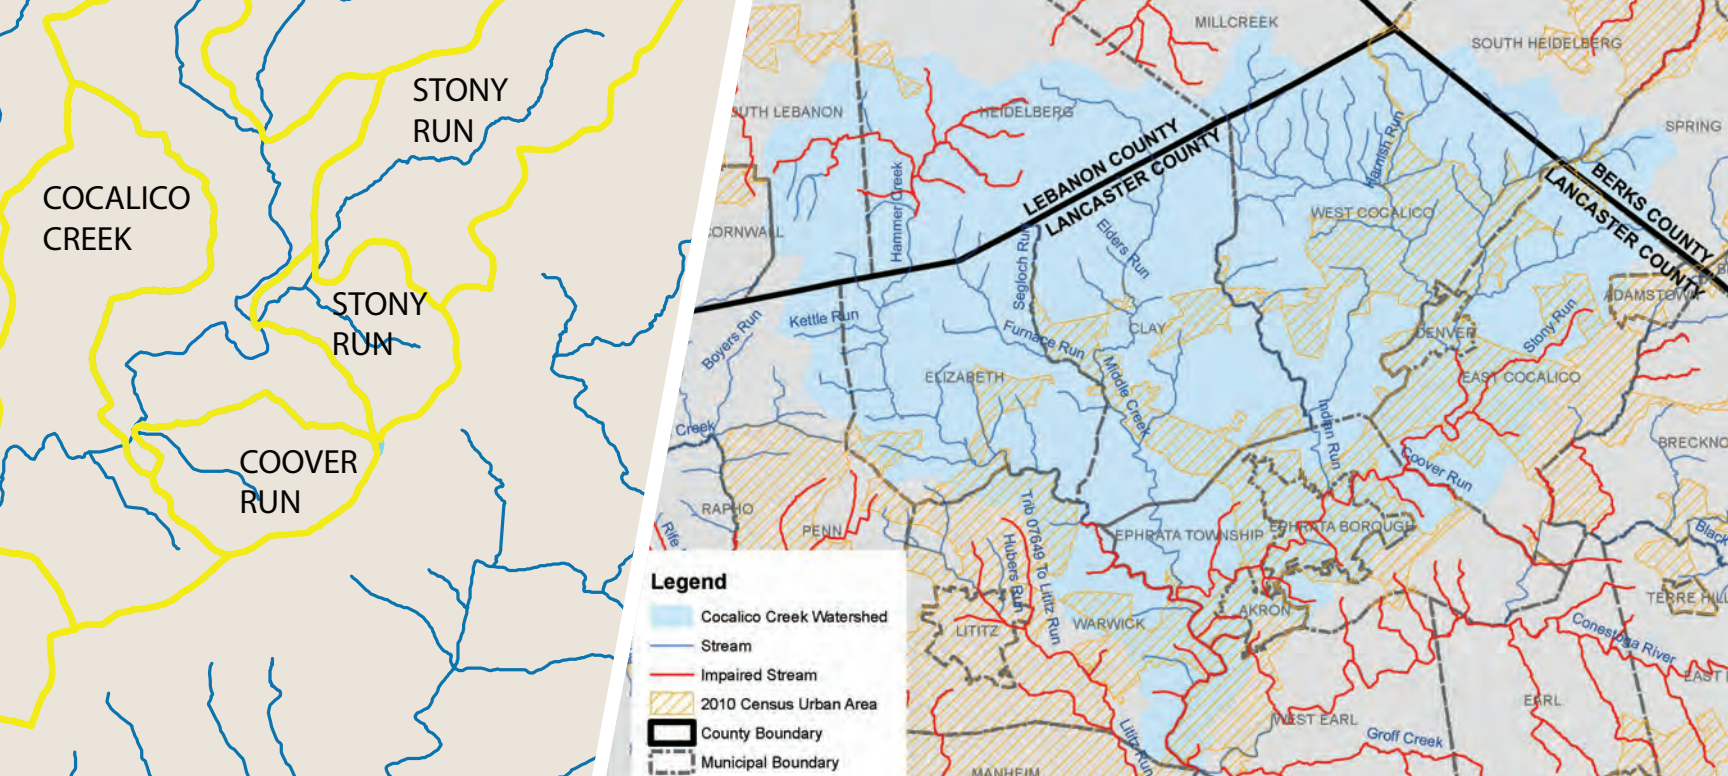 STONY
RUN
COCALICO
CREEK
STONY
RUN
COOVER
RUN
MILLCREEK
SOUTH HEIDELBERG
UTH LEBANON
HEIDELBERG
SPRING
LEBANON COUNTY
LANCASTER COUNTY
Harnish Run
BERKS COUNTY
LANCASTER COUNTY
Hammer Creek
WEST COCALICO
ORNWALL
Segloch Run
Elders Run
ADAMSTOWN
Boyers Run
Kettle Run
Furnace Run
CLAY
DENVER
Stony Run
ELIZABETH
Middle Creek
EAST COCALICO
Indian Run
Creek
BRECKNO
Coover Run
RAPHO
PENN
Rife
Trib 07649 To Lititz Run
Hubers Run
EPHRATA TOWNSHIP
EPHRATA BOROUGH
Black
TERRE HILL
LITITZ
WARWICK
AKRON
Conestoga River
EAST
EARL
WEST EARL
Groff Creek
Lititz Run
MANHEIM
Legend
Cocalico Creek Watershed
Stream
Impaired Stream
2010 Census Urban Area
County Boundary
Municipal Boundary